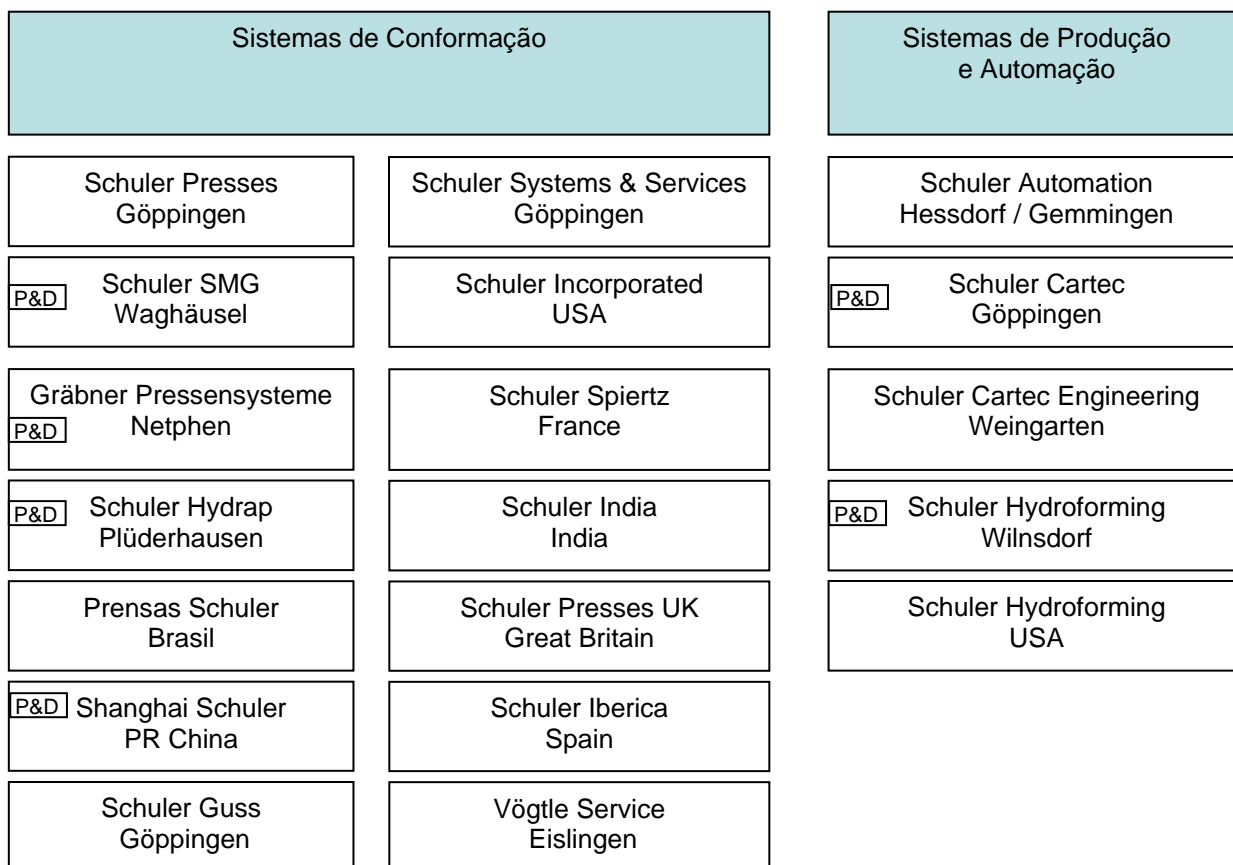 Sistemas de Conformação
Sistemas de Produção
e Automação
Schuler Presses
Göppingen
Schuler Systems & Services
Göppingen
Schuler Automation
Hessdorf / Gemmingen
P&D
Schuler SMG
Waghäusel
Schuler Incorporated
USA
P&D
Schuler Cartec
Göppingen
Gräbner Pressensysteme
P&D
Netphen
Schuler Spiertz
France
Schuler Cartec Engineering
Weingarten
P&D
Schuler Hydrap
Plüderhausen
Schuler India
India
P&D
Schuler Hydroforming
Wilnsdorf
Prensas Schuler
Brasil
Schuler Presses UK
Great Britain
Schuler Hydroforming
USA
P&D
Shanghai Schuler
PR China
Schuler Iberica
Spain
Schuler Guss
Göppingen
Vögtle Service
Eislingen